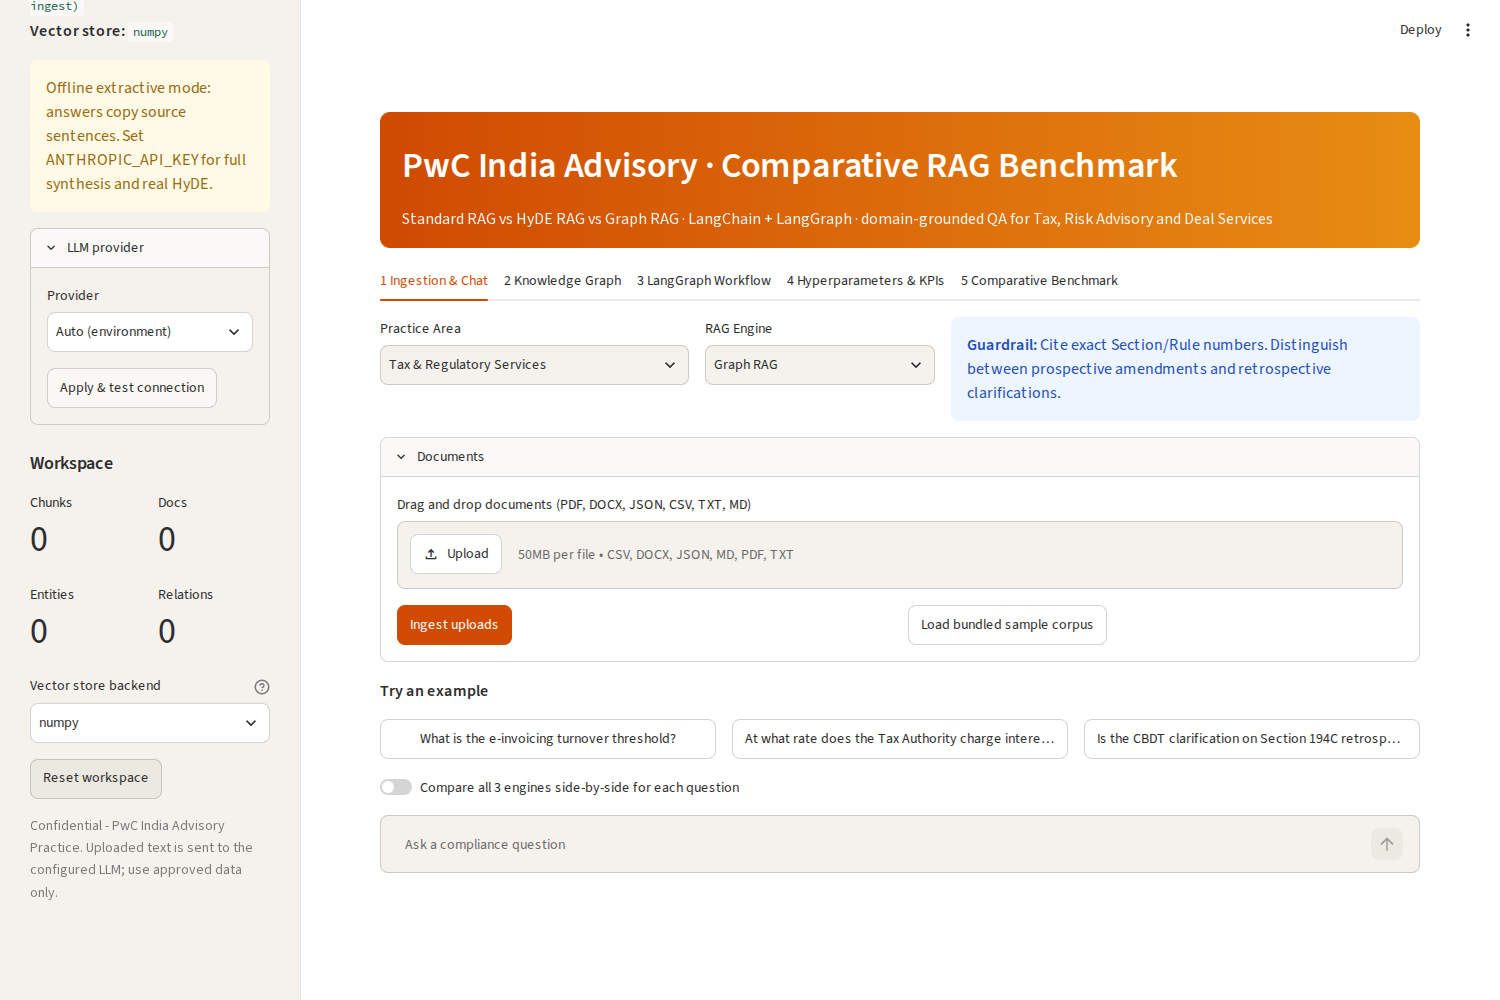 ingest)
Vector store: numpy
Offline extractive mode:
answers copy source
sentences. Set
ANTHROPIC_API_KEY for full
synthesis and real HyDE.
LLM provider
Provider
Auto (environment)
Apply & test connection
Workspace
Chunks Docs
0 0
Entities Relations
0 0
Vector store backend
numpy
Reset workspace
Confidential - PwC India Advisory
Practice. Uploaded text is sent to the
configured LLM; use approved data
only.
Deploy
PwC India Advisory · Comparative RAG Benchmark
Standard RAG vs HyDE RAG vs Graph RAG · LangChain + LangGraph · domain-grounded QA for Tax, Risk Advisory and Deal Services
1 Ingestion & Chat 2 Knowledge Graph 3 LangGraph Workflow 4 Hyperparameters & KPIs 5 Comparative Benchmark
Practice Area RAG Engine
Tax & Regulatory Services Graph RAG
Guardrail: Cite exact Section/Rule numbers. Distinguish
between prospective amendments and retrospective
clarifications.
Documents
Drag and drop documents (PDF, DOCX, JSON, CSV, TXT, MD)
Upload 50MB per file • CSV, DOCX, JSON, MD, PDF, TXT
Ingest uploads Load bundled sample corpus
Try an example
What is the e-invoicing turnover threshold? At what rate does the Tax Authority charge intere... Is the CBDT clarification on Section 194C retrosp...
Compare all 3 engines side-by-side for each question
Ask a compliance question